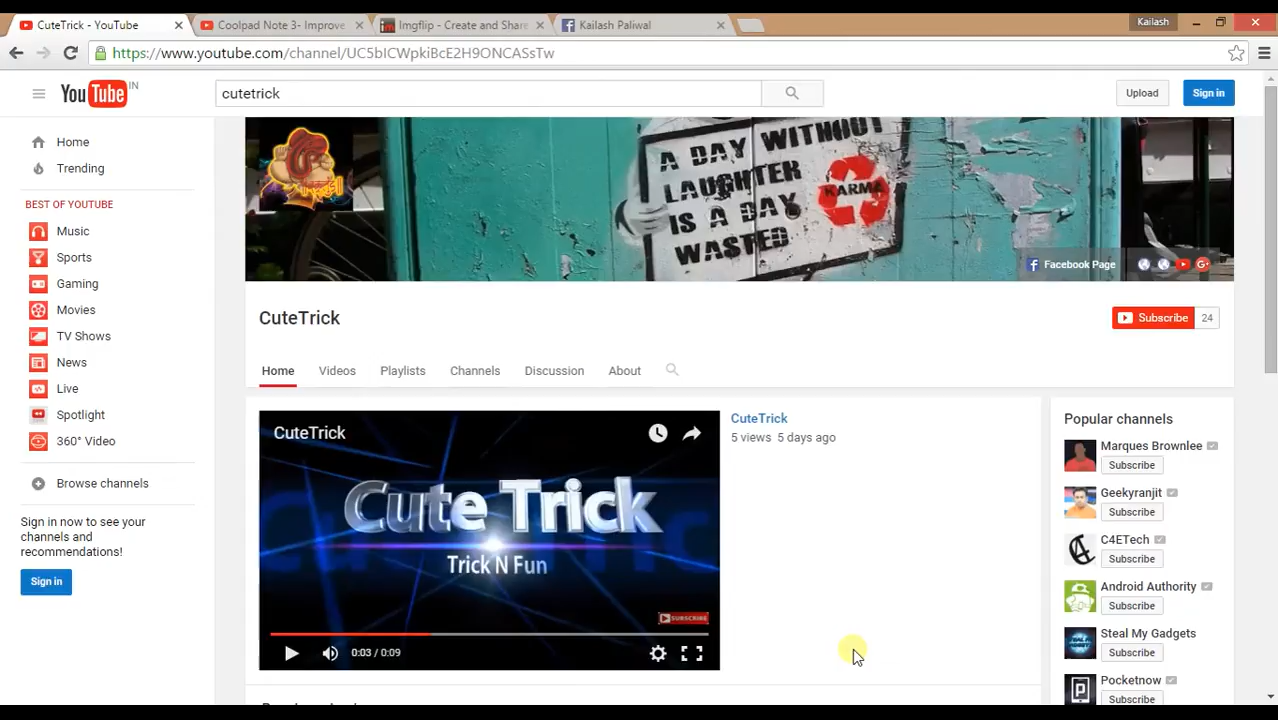 CuteTrick - YouTube
Coolpad Note 3- Improve
Imgflip - Create and Share
Kailash Paliwal
Kailash
https://www.youtube.com/channel/UC5bICWpkiBcE2H9ONCASsTw
YouTube IN
cutetrick
Upload
Sign in
Home
Trending
BEST OF YOUTUBE
Music
Sports
Gaming
Movies
TV Shows
News
Live
Spotlight
360° Video
Browse channels
Sign in now to see your
channels and
recommendations!
Sign in
A DAY WITHOUT
LAUGHTER
IS A DAY
WASTED
KARMA
Facebook Page
CuteTrick
Subscribe 24
Home Videos Playlists Channels Discussion About
CuteTrick
Cute Trick
Trick N Fun
SUBSCRIBE
0:03 / 0:09
CuteTrick
5 views 5 days ago
Popular channels
Marques Brownlee
Subscribe
Geekyranjit
Subscribe
C4ETech
Subscribe
Android Authority
Subscribe
Steal My Gadgets
Subscribe
Pocketnow
Subscribe